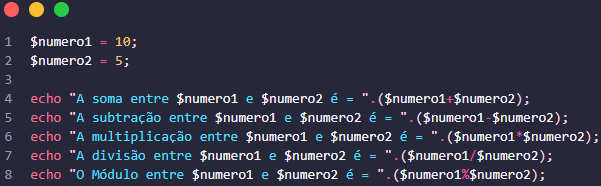 1 $numero1 = 10;
2 $numero2 = 5;
3
4 echo "A soma entre $numero1 e $numero2 é = ".($numero1+$numero2);
5 echo "A subtração entre $numero1 e $numero2 é = ".($numero1-$numero2);
6 echo "A multiplicação entre $numero1 e $numero2 é = ".($numero1*$numero2);
7 echo "A divisão entre $numero1 e $numero2 é = ".($numero1/$numero2);
8 echo "O Módulo entre $numero1 e $numero2 é = ".($numero1%$numero2);